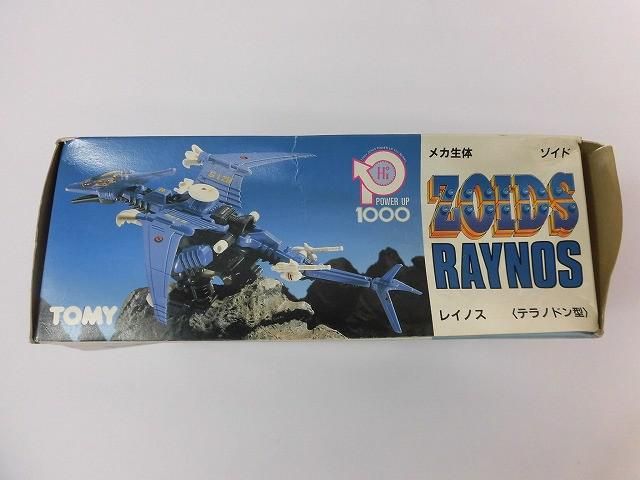 メカ生体 ゾイド
ZOIDS
RAYNOS
レイノス 〈テラノドン型〉
Hi
POWER UP
1000
TOMY